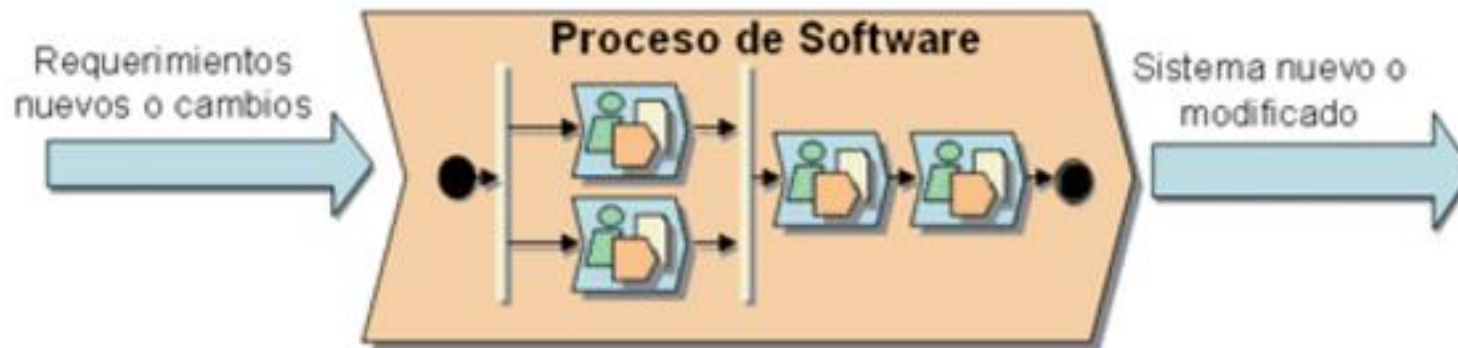 Proceso de Software
Requerimientos
nuevos o cambios
Sistema nuevo o
modificado